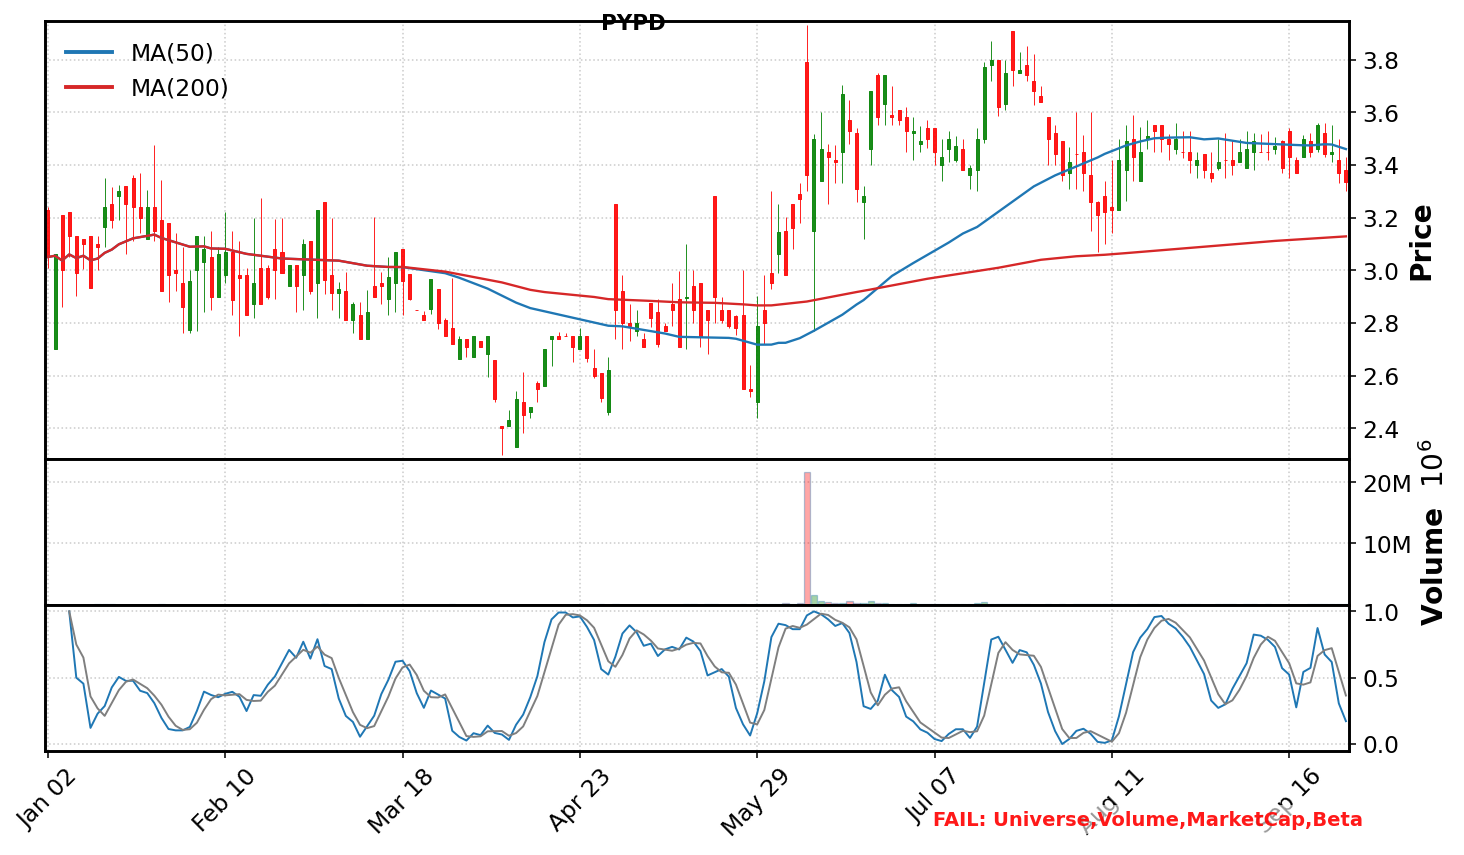 PYPD
MA(50)
MA(200)
3.8
3.6
3.4
3.2
3.0
2.8
2.6
2.4
Price
20M
10M
Volume 10^6
1.0
0.5
0.0
Jan 02
Feb 10
Mar 18
Apr 23
May 29
Jul 07
Aug 11
Sep 16
FAIL: Universe,Volume,MarketCap,Beta